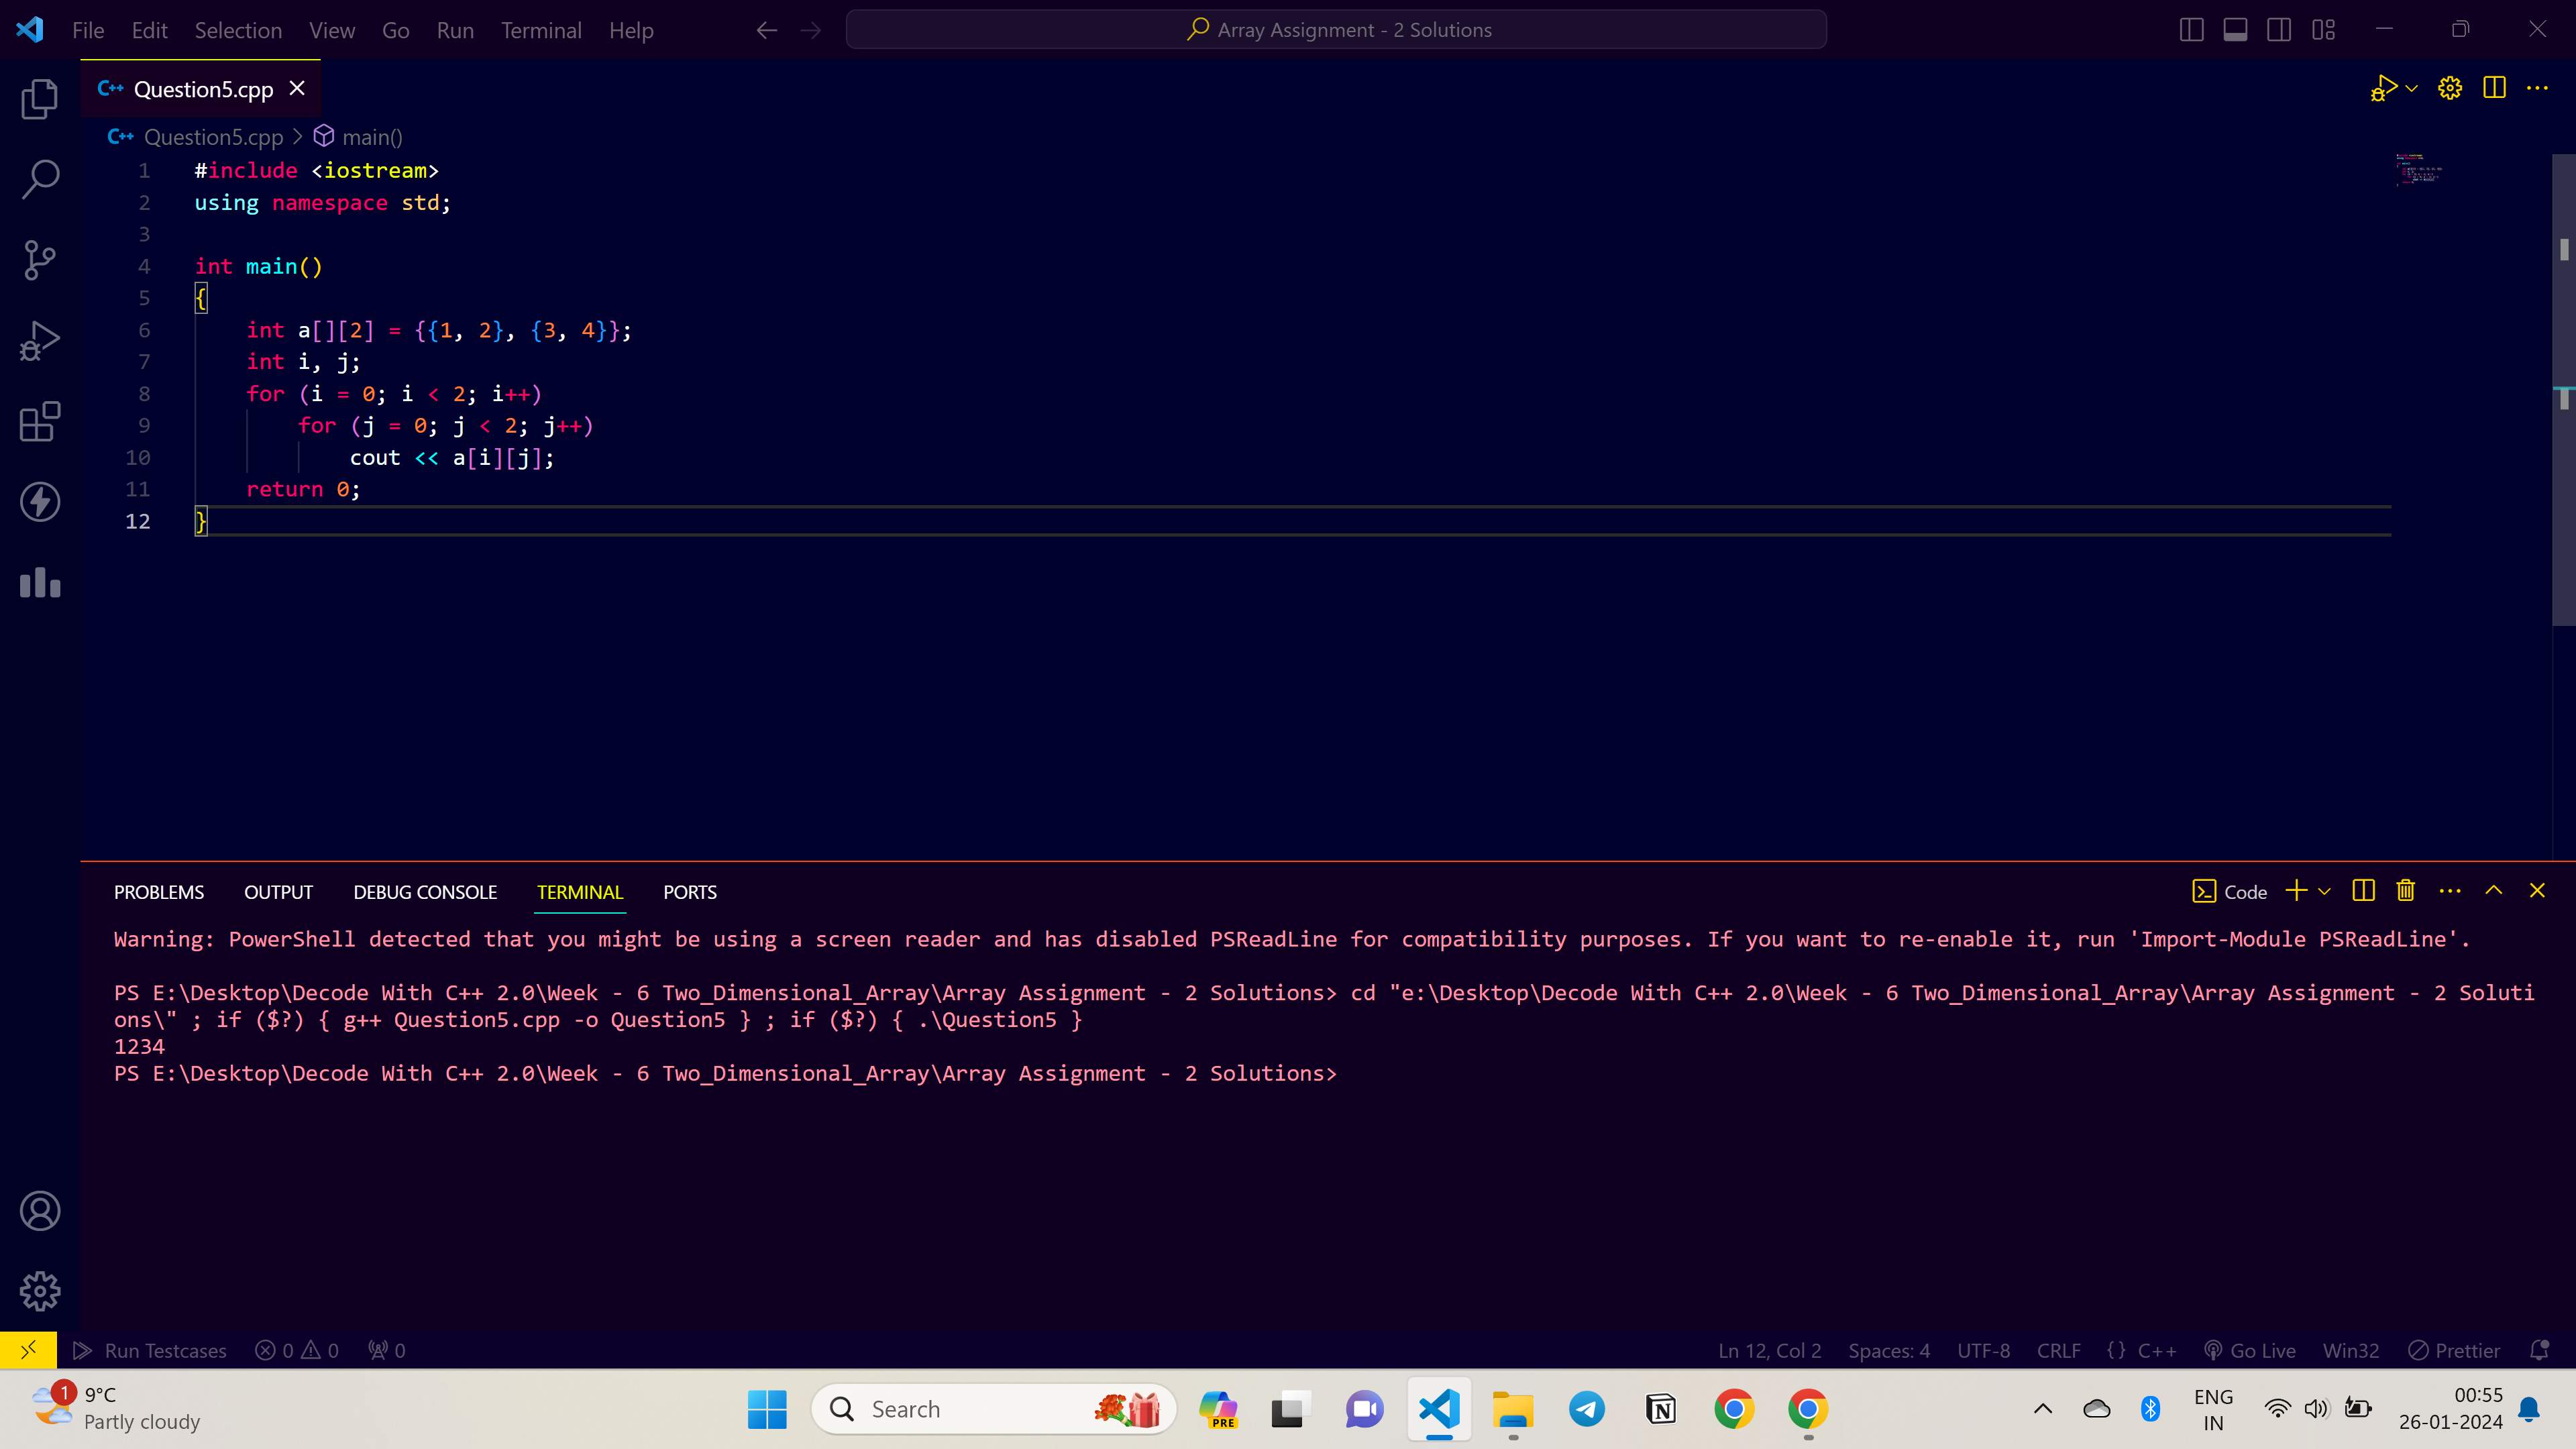 File Edit Selection View Go Run Terminal Help
Array Assignment - 2 Solutions
C++ Question5.cpp
C++ Question5.cpp > main()
1 #include <iostream>
2 using namespace std;
3
4 int main()
5 {
6     int a[][2] = {{1, 2}, {3, 4}};
7     int i, j;
8     for (i = 0; i < 2; i++)
9         for (j = 0; j < 2; j++)
10             cout << a[i][j];
11     return 0;
12 }
PROBLEMS OUTPUT DEBUG CONSOLE TERMINAL PORTS
Code
Warning: PowerShell detected that you might be using a screen reader and has disabled PSReadLine for compatibility purposes. If you want to re-enable it, run 'Import-Module PSReadLine'.
PS E:\Desktop\Decode With C++ 2.0\Week - 6 Two_Dimensional_Array\Array Assignment - 2 Solutions> cd "e:\Desktop\Decode With C++ 2.0\Week - 6 Two_Dimensional_Array\Array Assignment - 2 Soluti
ons\" ; if ($?) { g++ Question5.cpp -o Question5 } ; if ($?) { .\Question5 }
1234
PS E:\Desktop\Decode With C++ 2.0\Week - 6 Two_Dimensional_Array\Array Assignment - 2 Solutions>
Run Testcases 0 0 0 Ln 12, Col 2 Spaces: 4 UTF-8 CRLF {} C++ Go Live Win32 Prettier
1 9°C
Partly cloudy
Search
PRE
N
ENG
IN
00:55
26-01-2024